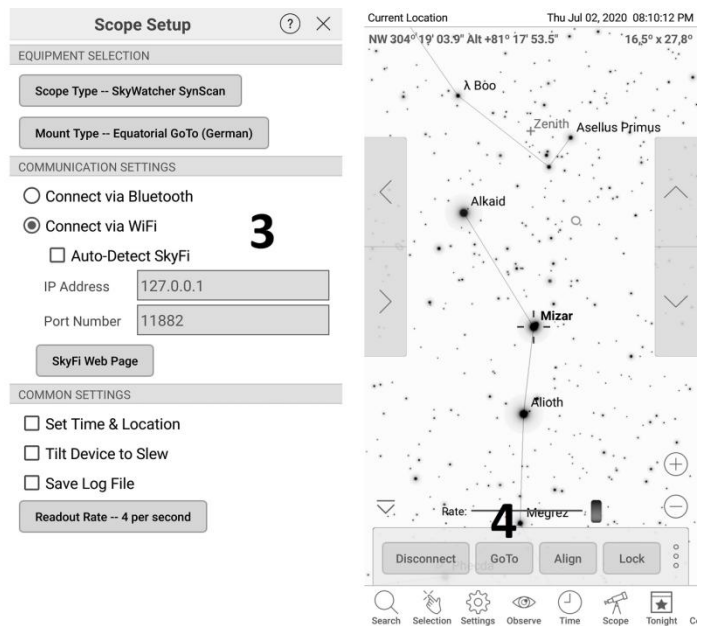 Scope Setup
?
EQUIPMENT SELECTION
Scope Type -- SkyWatcher SynScan
Mount Type -- Equatorial GoTo (German)
COMMUNICATION SETTINGS
Connect via Bluetooth
Connect via WiFi
3
Auto-Detect SkyFi
IP Address 127.0.0.1
Port Number 11882
SkyFi Web Page
COMMON SETTINGS
Set Time & Location
Tilt Device to Slew
Save Log File
Readout Rate -- 4 per second
Current Location Thu Jul 02, 2020 08:10:12 PM
NW 304° 19' 03.9" Alt +81° 17' 53.5" 16,5° x 27,8°
λ Boo
Zenith
Asellus Primus
Alkaid
Mizar
Alioth
Rate:
4
Megrez
Disconnect GoTo Align Lock
Phecda
Search Selection Settings Observe Time Scope Tonight